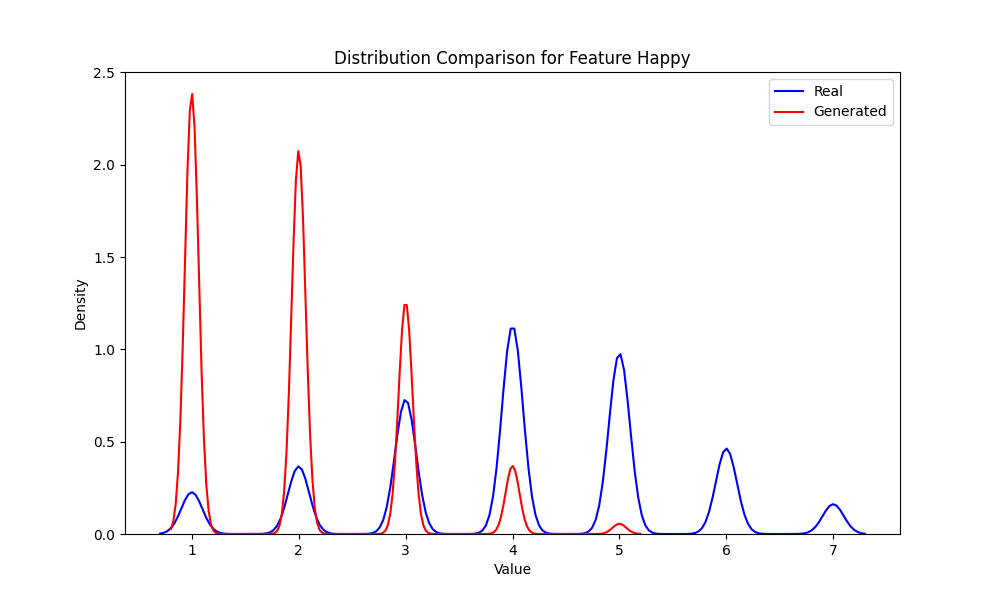 Distribution Comparison for Feature Happy
Real
Generated
2.5
2.0
1.5
1.0
0.5
0.0
Density
1 2 3 4 5 6 7
Value